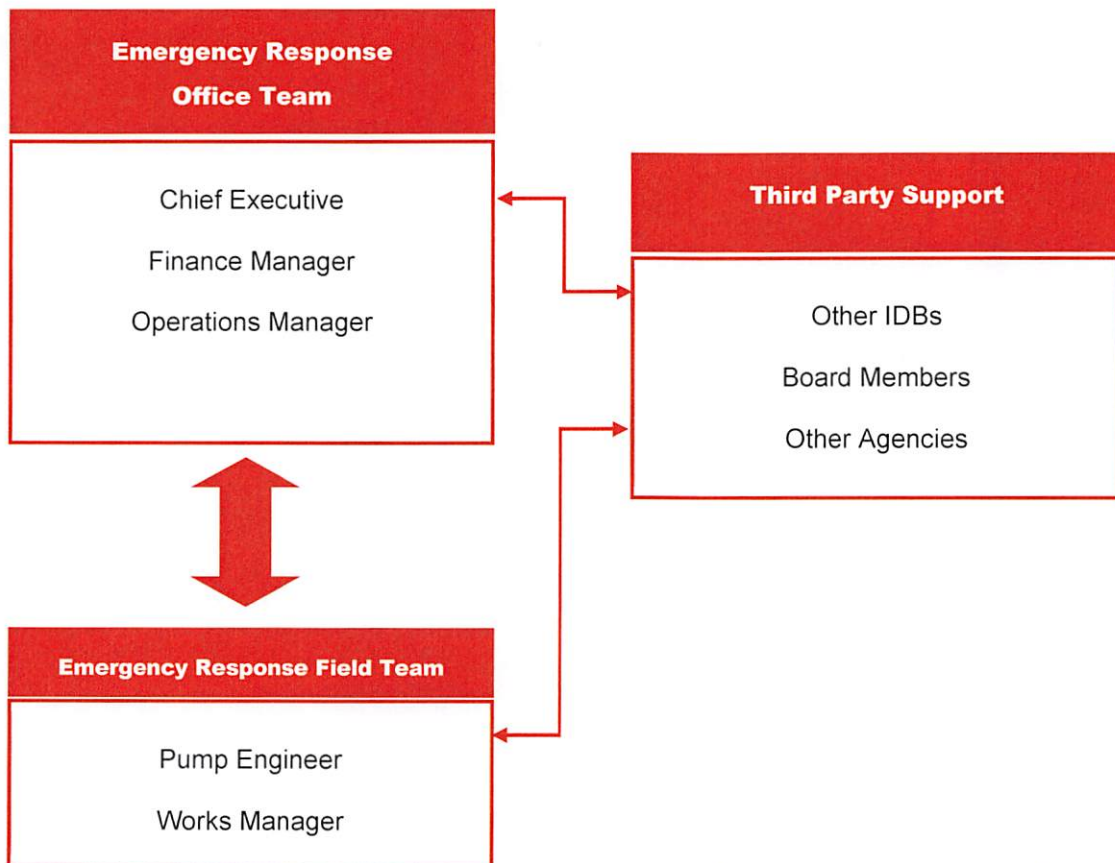 Emergency Response
Office Team
Chief Executive
Finance Manager
Operations Manager
Third Party Support
Other IDBs
Board Members
Other Agencies
Emergency Response Field Team
Pump Engineer
Works Manager